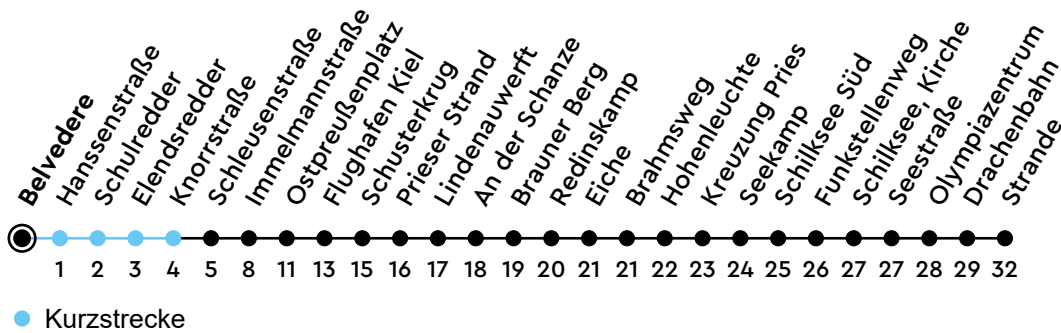 Belvedere
Hanssenstraße
Schulredder
Elendsredder
Knorrstraße
Schleusenstraße
Immelmannstraße
Ostpreußenplatz
Flughafen Kiel
Schusterkrug
Prieser Strand
Lindenauwerft
An der Schanze
Brauner Berg
Redinskamp
Eiche
Brahmsweg
Hohenleuchte
Kreuzung Pries
Seekamp
Schilksee Süd
Funkstellenweg
Schilksee, Kirche
Seestraße
Olympiazentrum
Drachenbahn
Strande
1 2 3 4 5 8 11 13 15 16 17 18 19 20 21 21 22 23 24 25 26 27 27 28 29 32
Kurzstrecke